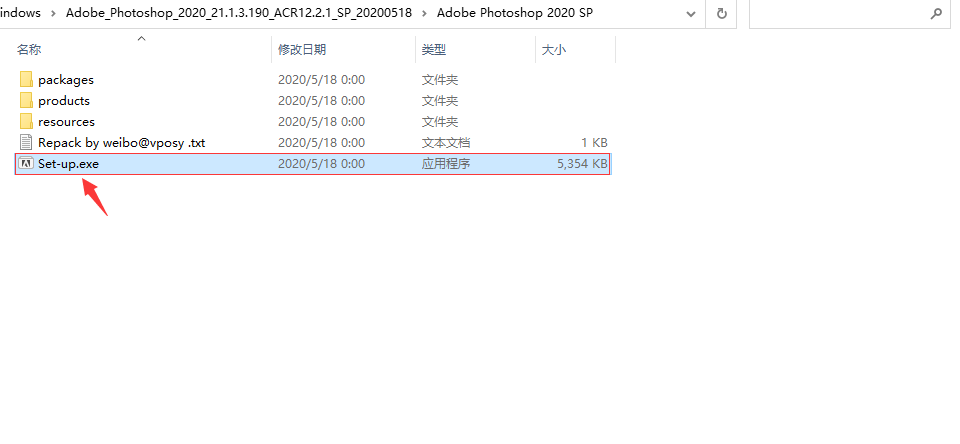 indows › Adobe_Photoshop_2020_21.1.3.190_ACR12.2.1_SP_20200518 › Adobe Photoshop 2020 SP
名称 修改日期 类型 大小
packages 2020/5/18 0:00 文件夹
products 2020/5/18 0:00 文件夹
resources 2020/5/18 0:00 文件夹
Repack by weibo@vposy .txt 2020/5/18 0:00 文本文档 1 KB
Set-up.exe 2020/5/18 0:00 应用程序 5,354 KB